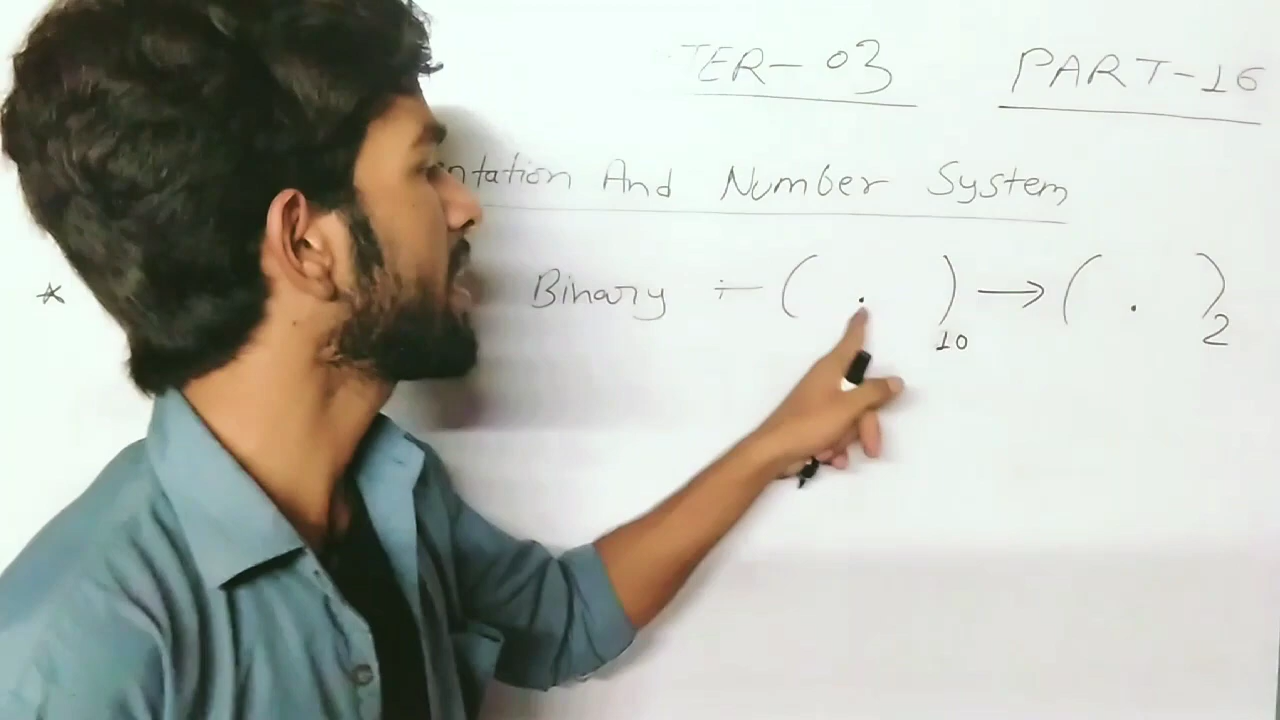 TER-03 PART-16
ntation And Number System
* Binary ÷ ( . )10 → ( . )2